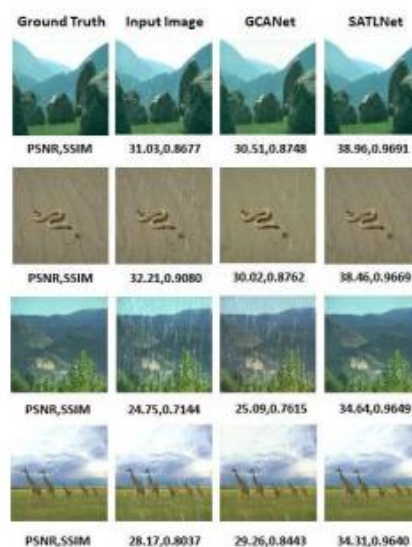 Ground Truth Input Image GCANet SATLNet
PSNR,SSIM 31.03,0.8677 30.51,0.8748 38.96,0.9691
PSNR,SSIM 32.21,0.9080 30.02,0.8762 38.46,0.9669
PSNR,SSIM 24.75,0.7144 25.09,0.7615 34.64,0.9649
PSNR,SSIM 28.17,0.8037 29.26,0.8443 34.31,0.9640